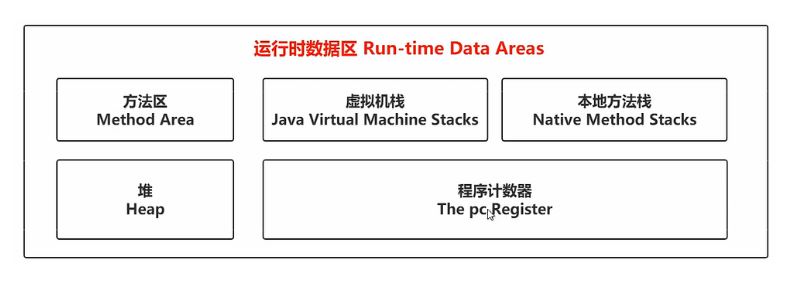 运行时数据区 Run-time Data Areas
方法区
Method Area
虚拟机栈
Java Virtual Machine Stacks
本地方法栈
Native Method Stacks
堆
Heap
程序计数器
The pc Register